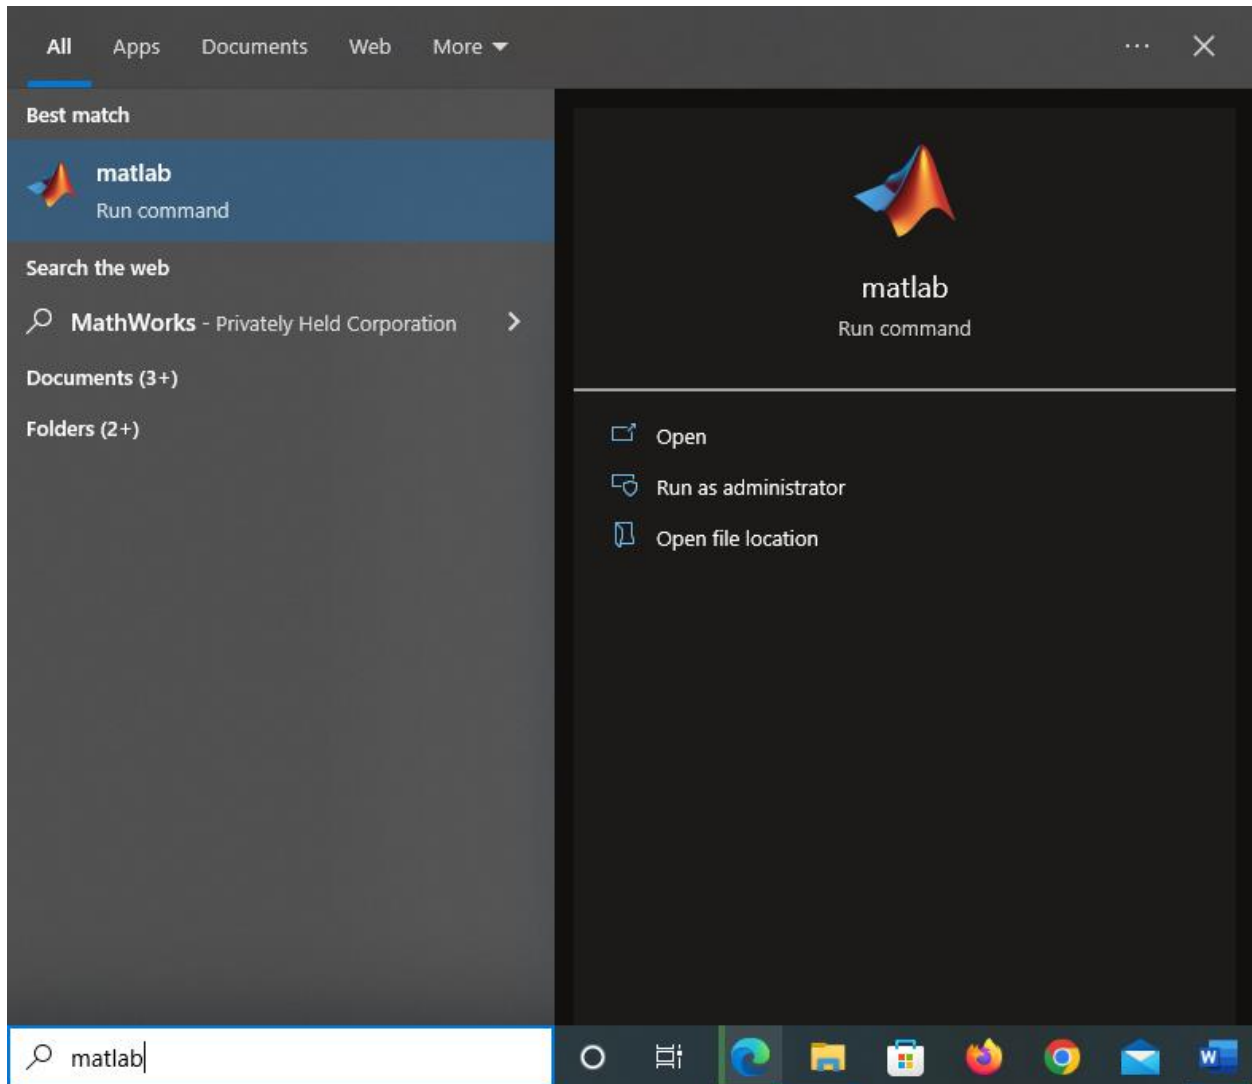 All Apps Documents Web More
Best match
matlab
Run command
Search the web
MathWorks - Privately Held Corporation
Documents (3+)
Folders (2+)
matlab
Run command
Open
Run as administrator
Open file location
matlab
W